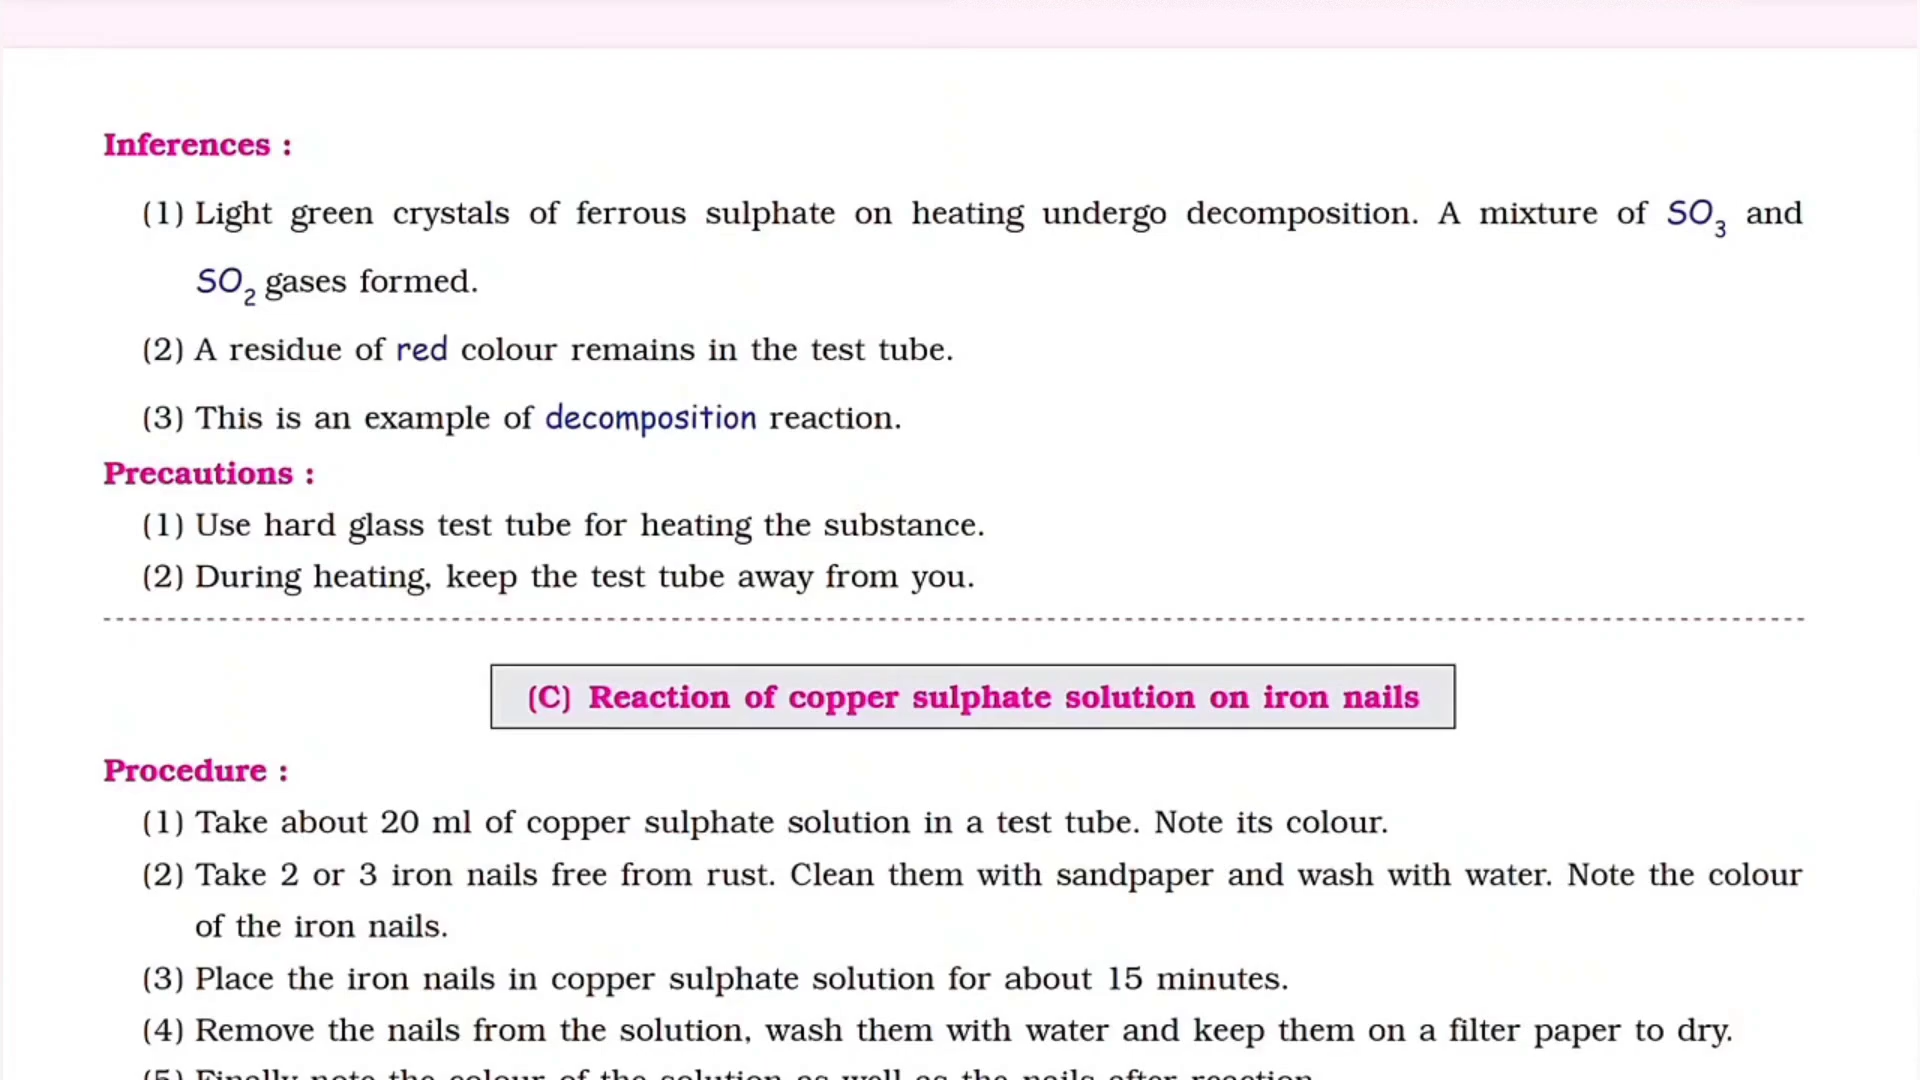 Inferences :
(1) Light green crystals of ferrous sulphate on heating undergo decomposition. A mixture of SO₃ and
SO₂ gases formed.
(2) A residue of red colour remains in the test tube.
(3) This is an example of decomposition reaction.
Precautions :
(1) Use hard glass test tube for heating the substance.
(2) During heating, keep the test tube away from you.
(C) Reaction of copper sulphate solution on iron nails
Procedure :
(1) Take about 20 ml of copper sulphate solution in a test tube. Note its colour.
(2) Take 2 or 3 iron nails free from rust. Clean them with sandpaper and wash with water. Note the colour
of the iron nails.
(3) Place the iron nails in copper sulphate solution for about 15 minutes.
(4) Remove the nails from the solution, wash them with water and keep them on a filter paper to dry.
(5) Finally note the colour of the solution as well as the nails after reaction.